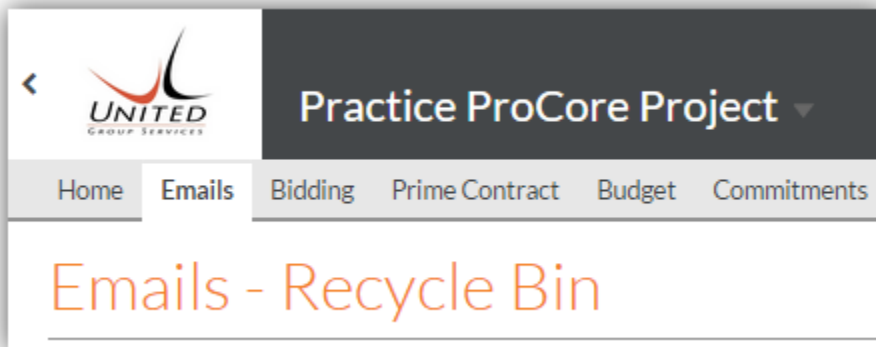 UNITED
GROUP SERVICES
Practice ProCore Project
Home Emails Bidding Prime Contract Budget Commitments
Emails - Recycle Bin